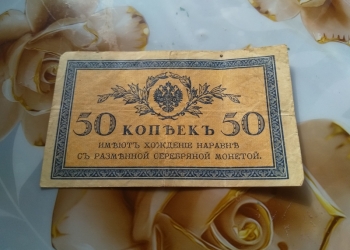 50 КОПѢЕКЪ 50
ИМѢЮТЪ ХОЖДЕНІЕ НАРАВНѢ
СЪ РАЗМѢННОЙ СЕРЕБРЯНОЙ МОНЕТОЙ.